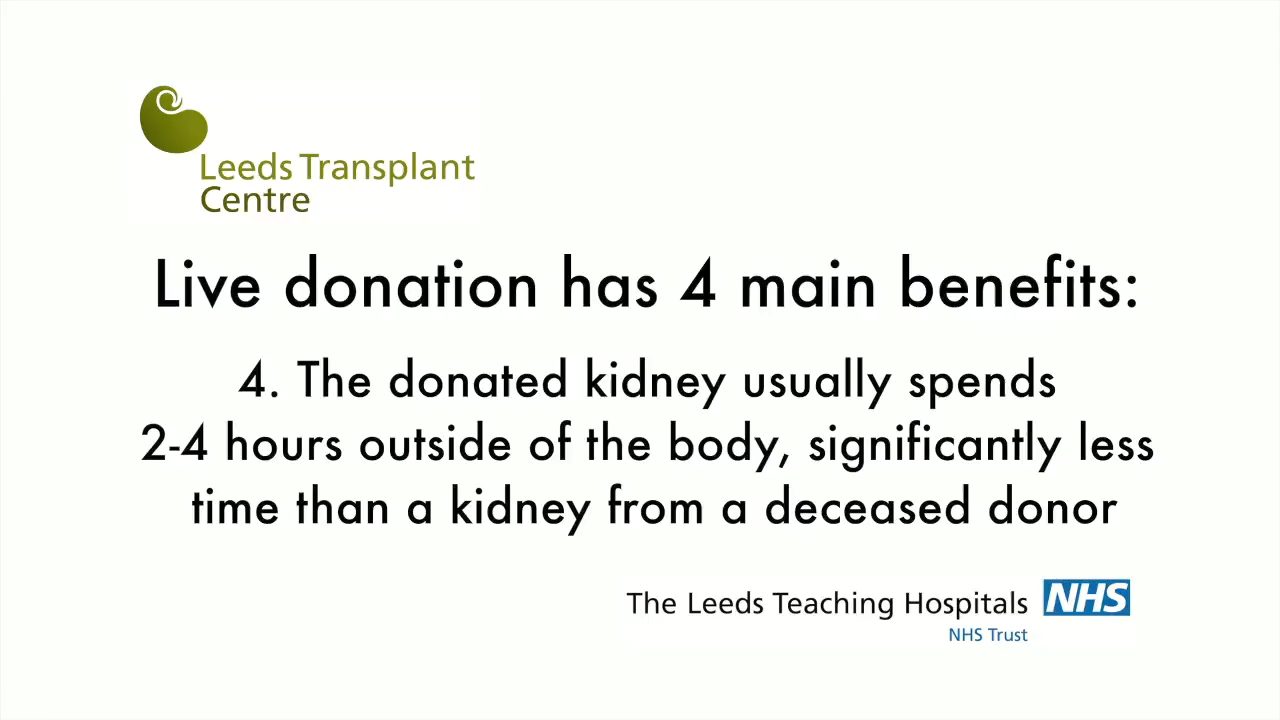 Leeds Transplant
Centre
Live donation has 4 main benefits:
4. The donated kidney usually spends
2-4 hours outside of the body, significantly less
time than a kidney from a deceased donor
The Leeds Teaching Hospitals NHS
NHS Trust